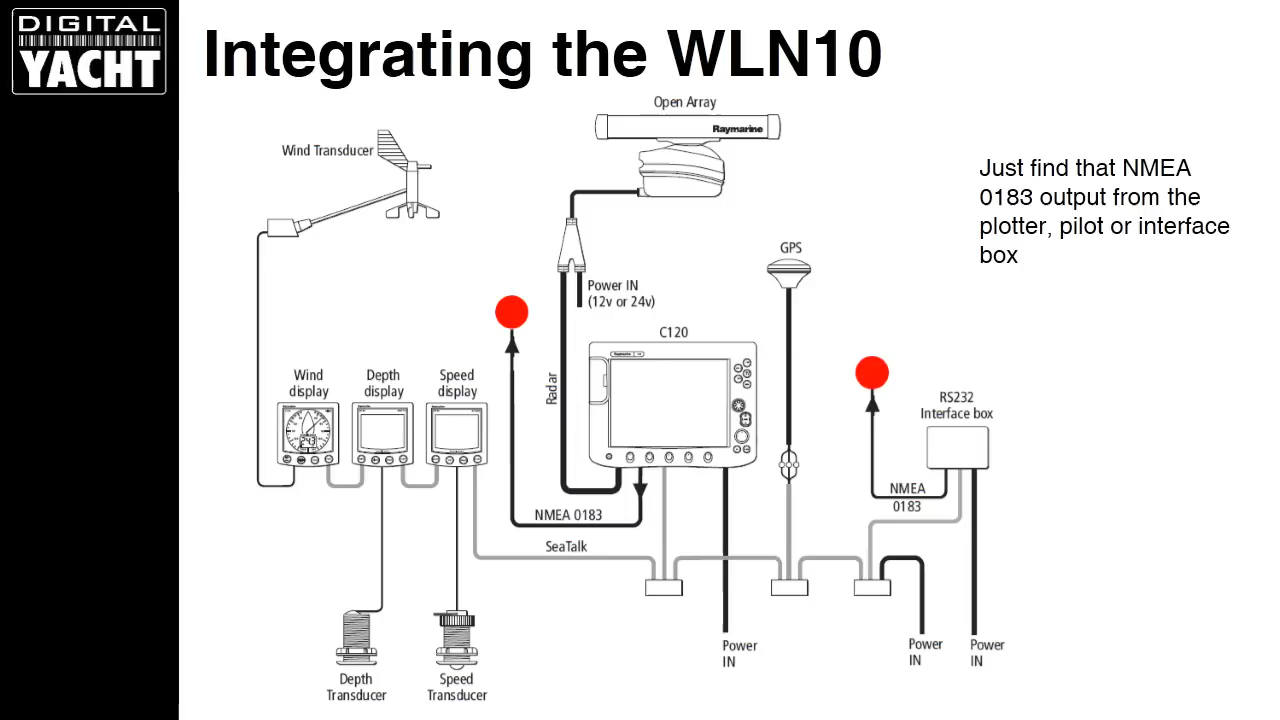 DIGITAL
YACHT
Integrating the WLN10
Open Array
Raymarine
Wind Transducer
Just find that NMEA
0183 output from the
plotter, pilot or interface
box
GPS
Power IN
(12v or 24v)
C120
Radar
Wind
display
Depth
display
Speed
display
RS232
Interface box
NMEA
0183
NMEA 0183
SeaTalk
Power
IN
Power
IN
Power
IN
Depth
Transducer
Speed
Transducer